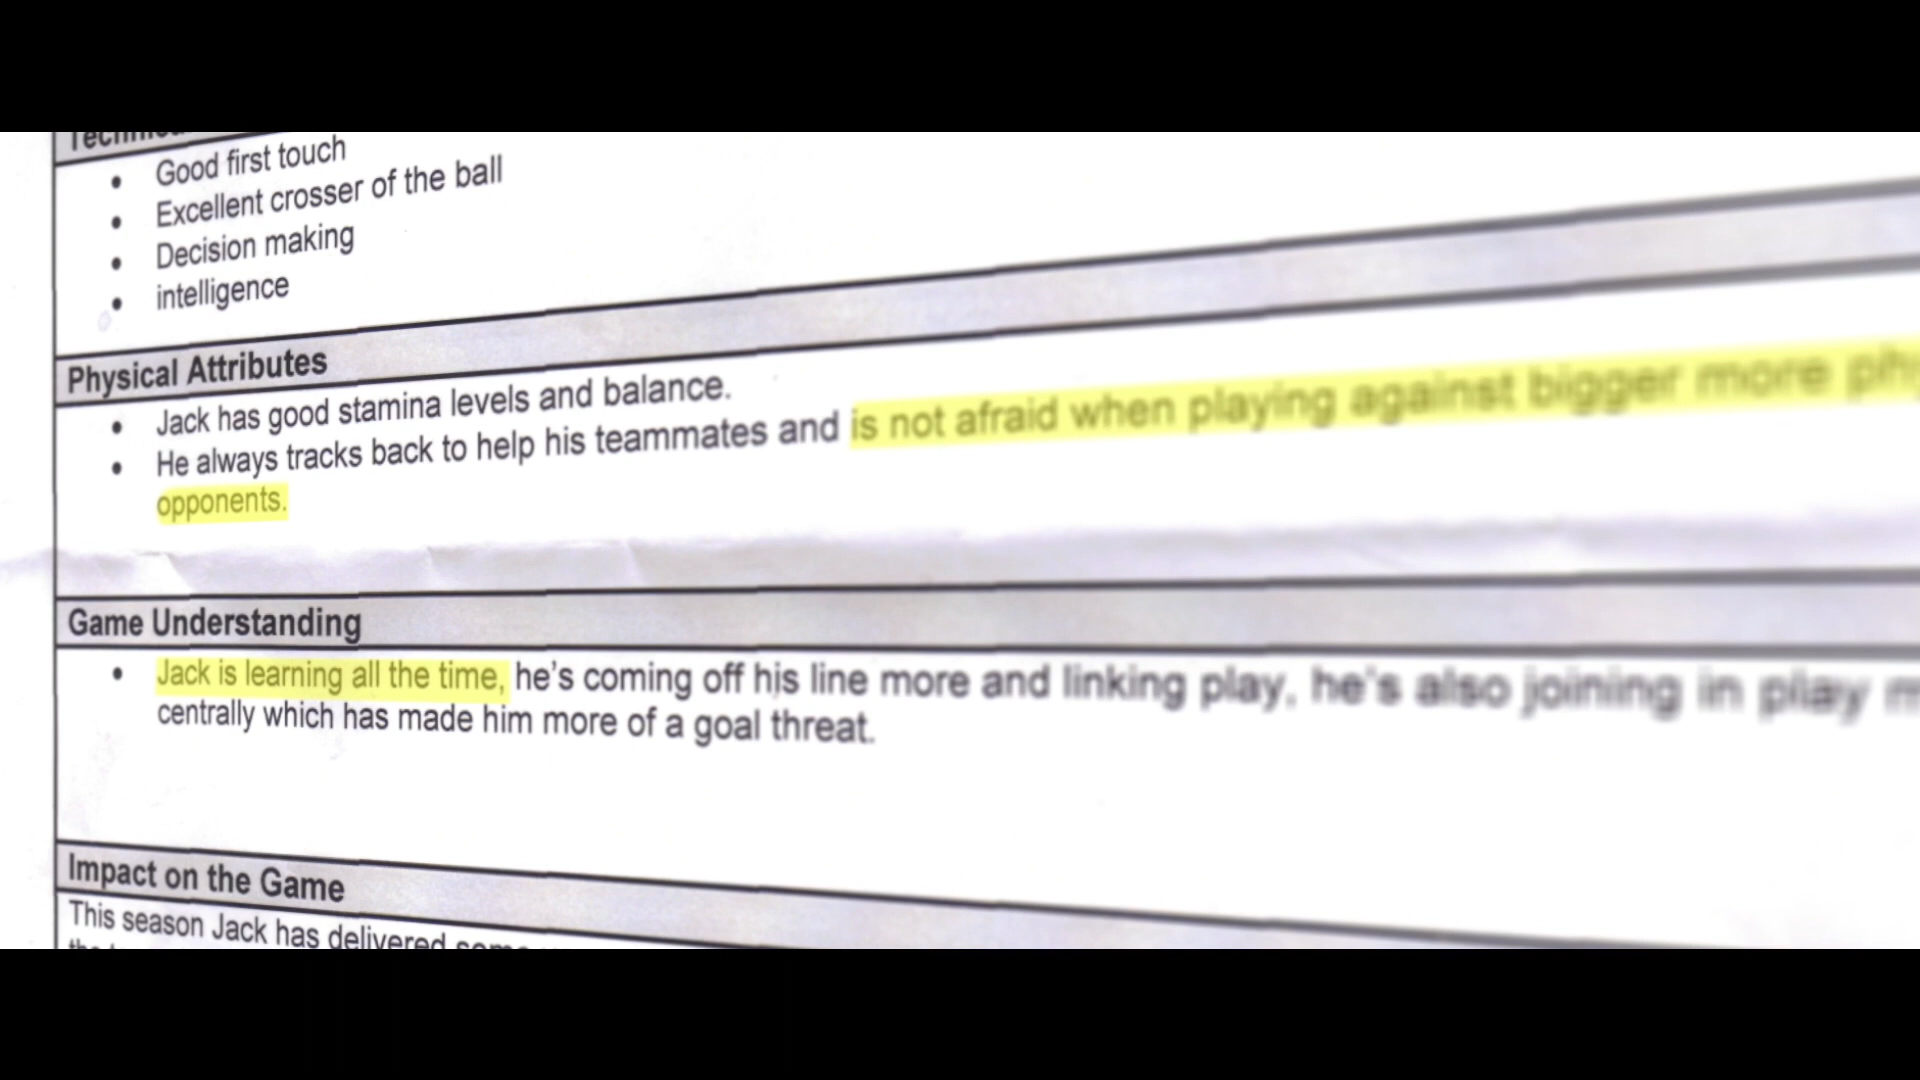 Good first touch
Excellent crosser of the ball
Decision making
intelligence
Physical Attributes
Jack has good stamina levels and balance.
He always tracks back to help his teammates and is not afraid when playing against bigger more
opponents.
Game Understanding
Jack is learning all the time, he's coming off his line more and linking play, he's also joining in play
centrally which has made him more of a goal threat.
Impact on the Game
This season Jack has delivered